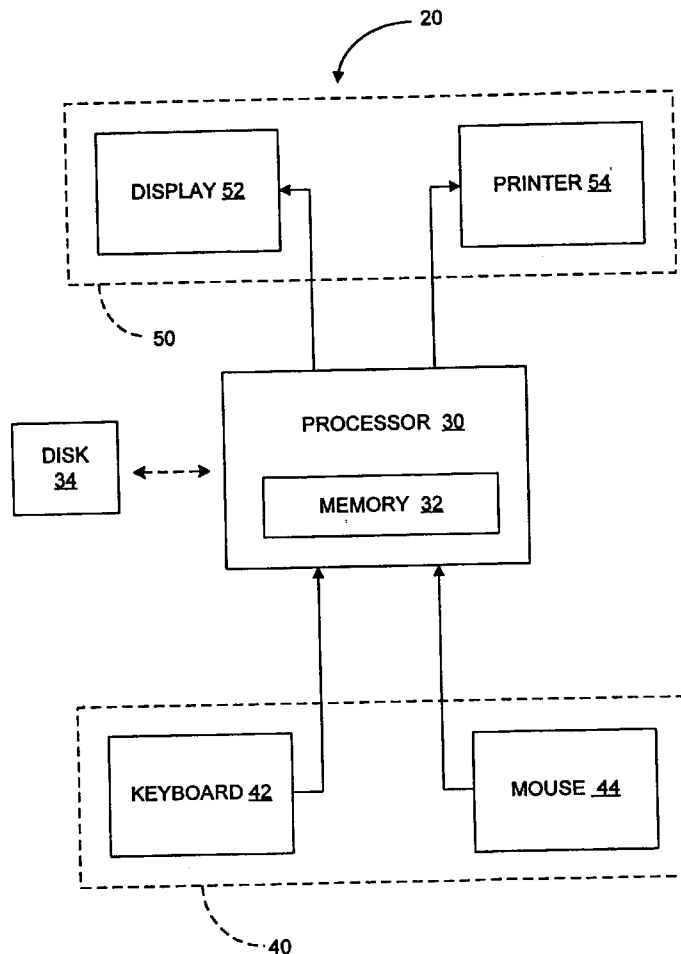 20
DISPLAY 52
PRINTER 54
50
PROCESSOR 30
DISK
34
MEMORY 32
KEYBOARD 42
MOUSE 44
40